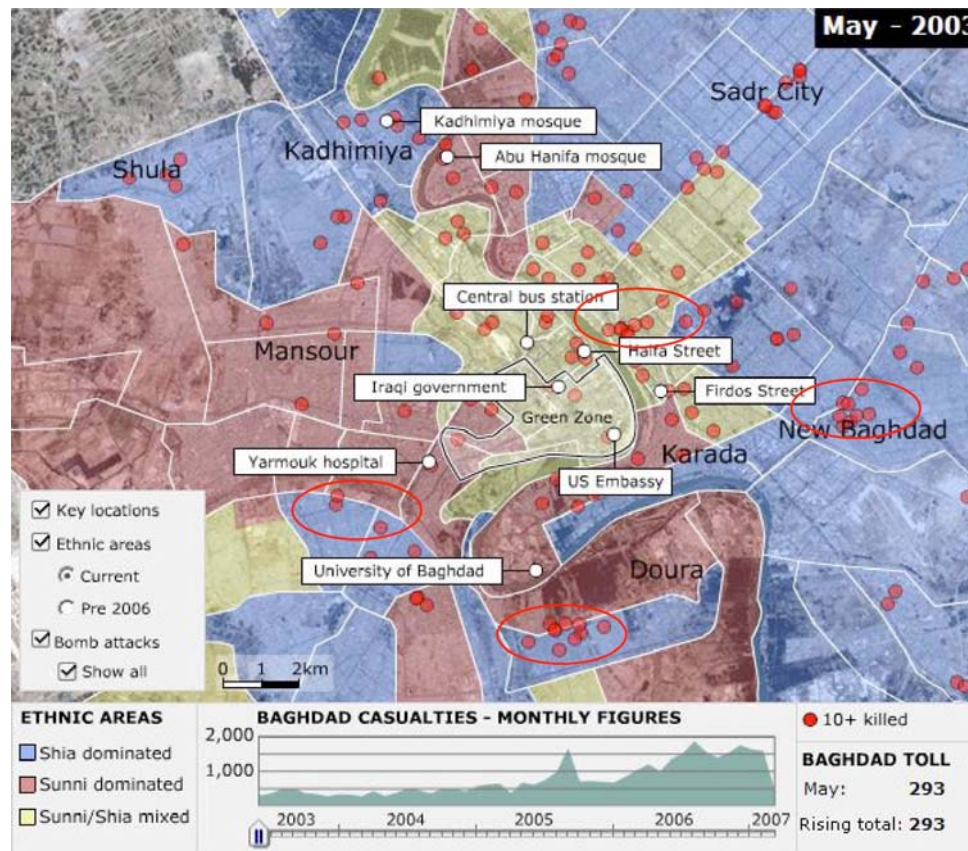 May - 2003
Sadr City
Kadhimiya mosque
Kadhimiya
Abu Hanifa mosque
Shula
Central bus station
Mansour
Haifa Street
Iraqi government
Firdos Street
Green Zone
New Baghdad
Karada
Yarmouk hospital
US Embassy
Key locations
Ethnic areas
Current
Pre 2006
Bomb attacks
Show all
University of Baghdad
Doura
0 1 2km
ETHNIC AREAS
Shia dominated
Sunni dominated
Sunni/Shia mixed
BAGHDAD CASUALTIES - MONTHLY FIGURES
2,000
1,000
2003 2004 2005 2006 2007
10+ killed
BAGHDAD TOLL
May: 293
Rising total: 293